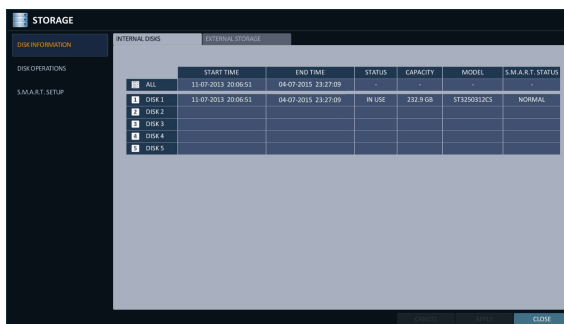 STORAGE
DISK INFORMATION
DISK OPERATIONS
S.M.A.R.T. SETUP
INTERNAL DISKS EXTERNAL STORAGE
START TIME END TIME STATUS CAPACITY MODEL S.M.A.R.T. STATUS
ALL 11-07-2013 20:06:51 04-07-2015 23:27:09 - - - -
1 DISK 1 11-07-2013 20:06:51 04-07-2015 23:27:09 IN USE 232.9 GB ST3250312CS NORMAL
2 DISK 2
3 DISK 3
4 DISK 4
5 DISK 5
CANCEL APPLY CLOSE